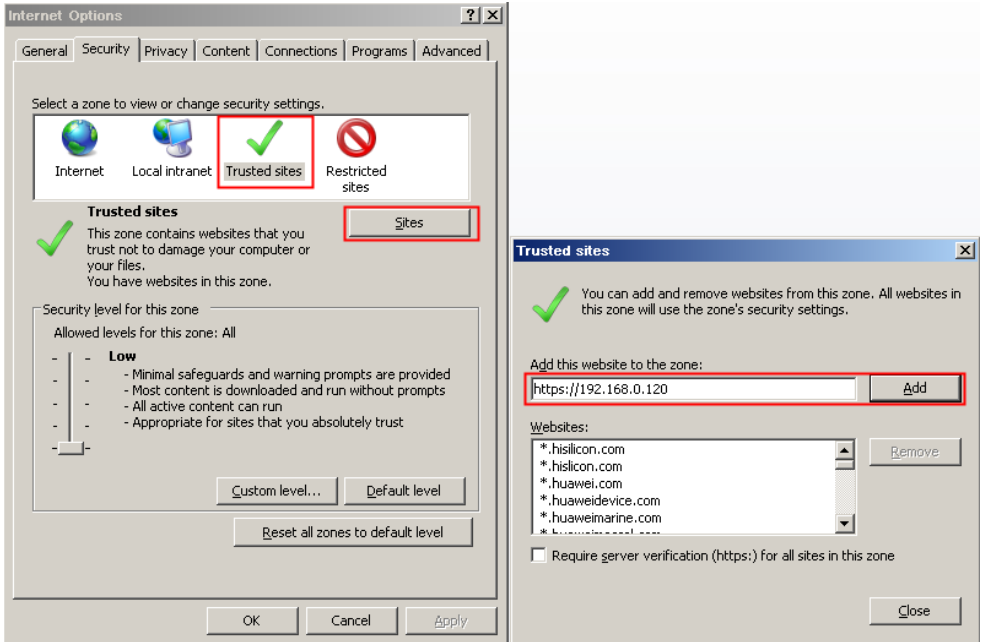 Internet Options
General Security Privacy Content Connections Programs Advanced
Select a zone to view or change security settings.
Internet Local intranet Trusted sites Restricted
sites
Trusted sites
Sites
This zone contains websites that you
trust not to damage your computer or
your files.
You have websites in this zone.
Security level for this zone
Allowed levels for this zone: All
Low
- Minimal safeguards and warning prompts are provided
- Most content is downloaded and run without prompts
- All active content can run
- Appropriate for sites that you absolutely trust
Custom level... Default level
Reset all zones to default level
OK Cancel Apply
Trusted sites
You can add and remove websites from this zone. All websites in
this zone will use the zone's security settings.
Add this website to the zone:
https://192.168.0.120 Add
Websites:
*.hisilicon.com
*.hislicon.com
*.huawei.com
*.huaweidevice.com
*.huaweimarine.com
Remove
Require server verification (https:) for all sites in this zone
Close